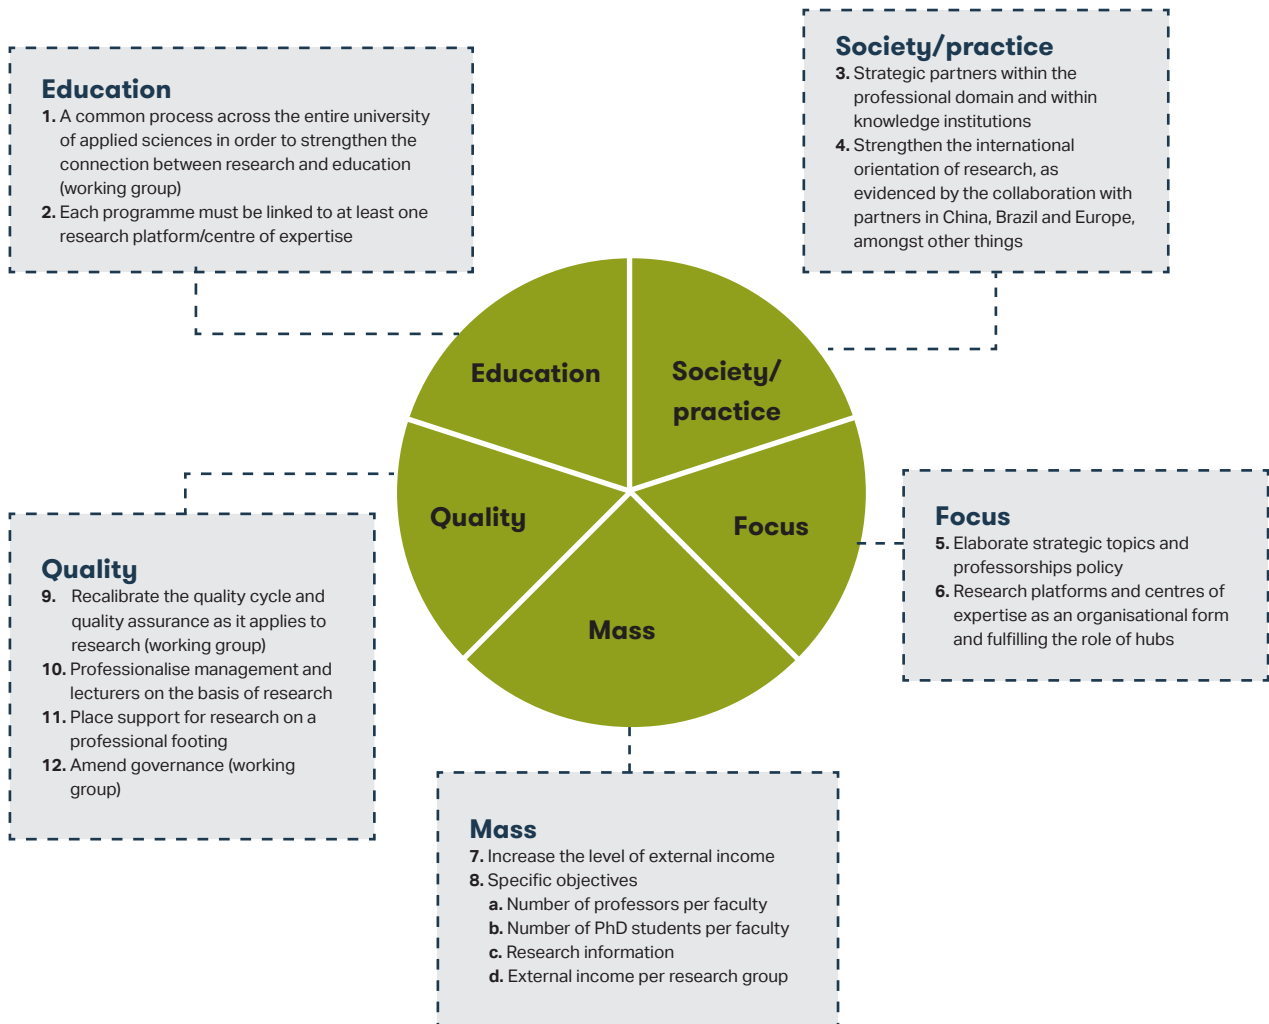 Education
1. A common process across the entire university
of applied sciences in order to strengthen the
connection between research and education
(working group)
2. Each programme must be linked to at least one
research platform/centre of expertise
Society/practice
3. Strategic partners within the
professional domain and within
knowledge institutions
4. Strengthen the international
orientation of research, as
evidenced by the collaboration with
partners in China, Brazil and Europe,
amongst other things
Education
Society/
practice
Quality
Focus
Mass
Focus
5. Elaborate strategic topics and
professorships policy
6. Research platforms and centres of
expertise as an organisational form
and fulfilling the role of hubs
Quality
9. Recalibrate the quality cycle and
quality assurance as it applies to
research (working group)
10. Professionalise management and
lecturers on the basis of research
11. Place support for research on a
professional footing
12. Amend governance (working
group)
Mass
7. Increase the level of external income
8. Specific objectives
a. Number of professors per faculty
b. Number of PhD students per faculty
c. Research information
d. External income per research group